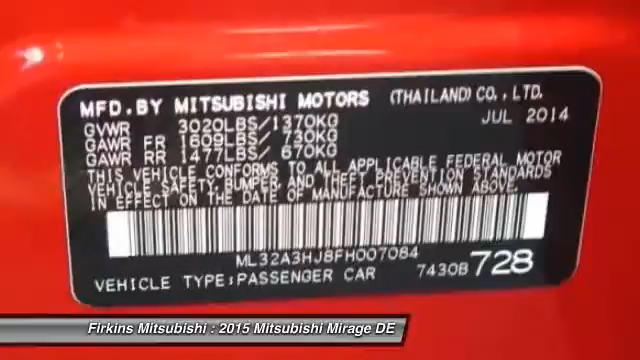 MFD.BY MITSUBISHI MOTORS (THAILAND) CO., LTD.
GVWR 3020LBS/1370KG JUL 2014
GAWR FR 1609LBS/ 730KG
GAWR RR 1477LBS/ 670KG
THIS VEHICLE CONFORMS TO ALL APPLICABLE FEDERAL MOTOR
VEHICLE SAFETY, BUMPER, AND THEFT PREVENTION STANDARDS
IN EFFECT ON THE DATE OF MANUFACTURE SHOWN ABOVE.
ML32A3HJ8FH007084
VEHICLE TYPE:PASSENGER CAR 7430B 728
Firkins Mitsubishi : 2015 Mitsubishi Mirage DE